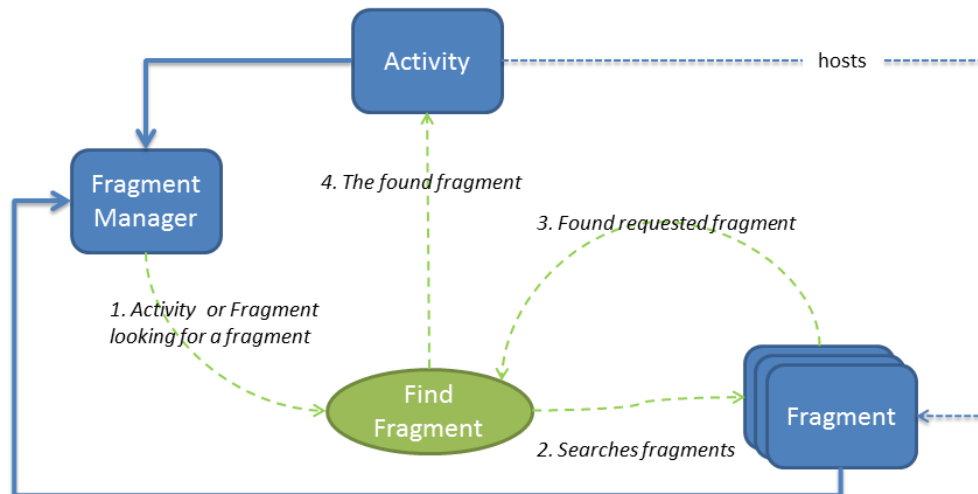 Activity
hosts
Fragment
Manager
4. The found fragment
3. Found requested fragment
1. Activity or Fragment
looking for a fragment
Find
Fragment
Fragment
2. Searches fragments